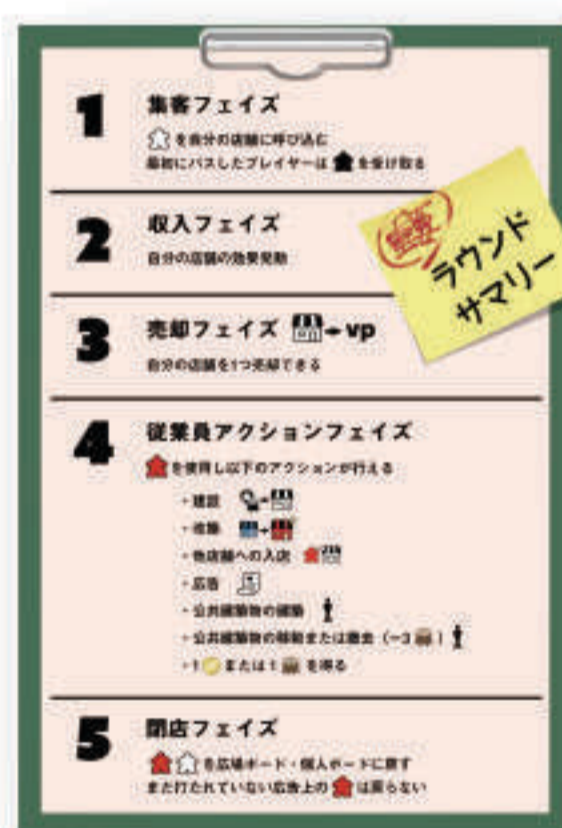 1
集客フェイズ
を自分の店舗に呼び込む
最初にパスしたプレイヤーは を受け取る
2
収入フェイズ
自分の店舗の効果発動
ラウンド
サマリー
3
売却フェイズ vp
自分の店舗を1つ売却できる
4
従業員アクションフェイズ
を使用し以下のアクションが行える
・建設
・改築
・他店舗への入店
・広告
・公共建築物の建築
・公共建築物の移動または撤去(-3 )
・1 または1 を得る
5
閉店フェイズ
を広場ボード・個人ボードに戻す
まだ打たれていない広告上の は戻らない